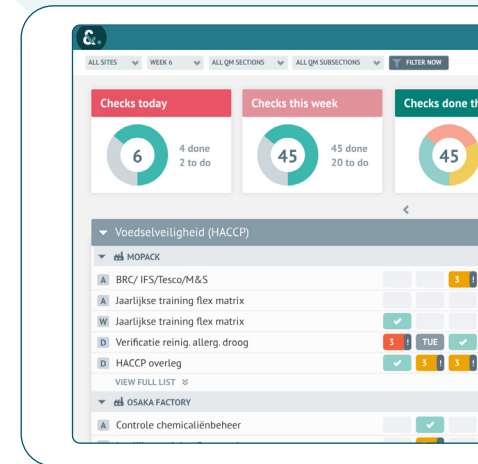 &.
ALL SITES WEEK 6 ALL QM SECTIONS ALL QM SUBSECTIONS FILTER NOW
Checks today Checks this week Checks done th
6 4 done 45 45 done 45
2 to do 20 to do
Voedselveiligheid (HACCP)
MOPACK
A BRC/ IFS/Tesco/M&S 3 !
A Jaarlijkse training flex matrix
W Jaarlijkse training flex matrix
D Verificatie reinig. allerg. droog 3 ! TUE
D HACCP overleg 3 ! 3 !
VIEW FULL LIST
OSAKA FACTORY
A Controle chemicaliënbeheer